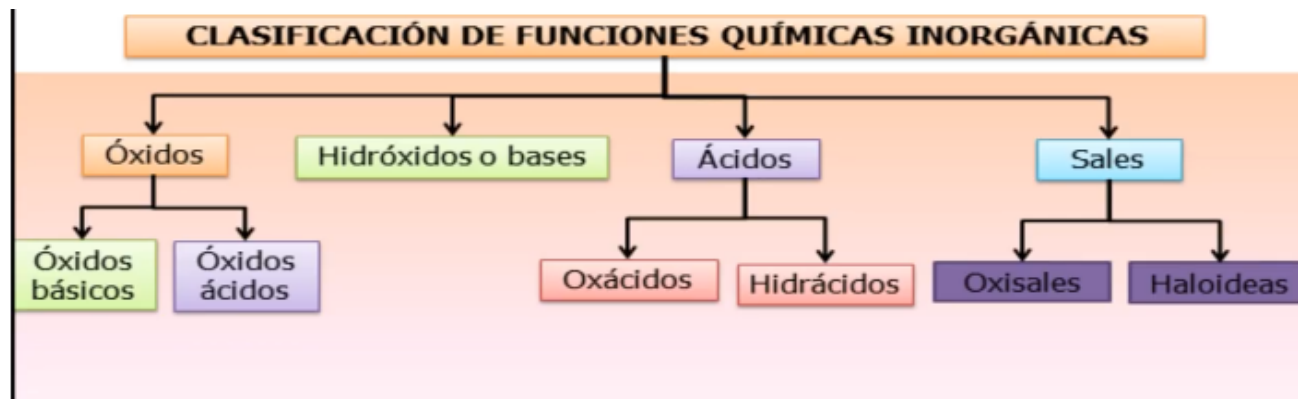 CLASIFICACIÓN DE FUNCIONES QUÍMICAS INORGÁNICAS
Óxidos
Hidróxidos o bases
Ácidos
Sales
Óxidos
básicos
Óxidos
ácidos
Oxácidos
Hidrácidos
Oxisales
Haloideas